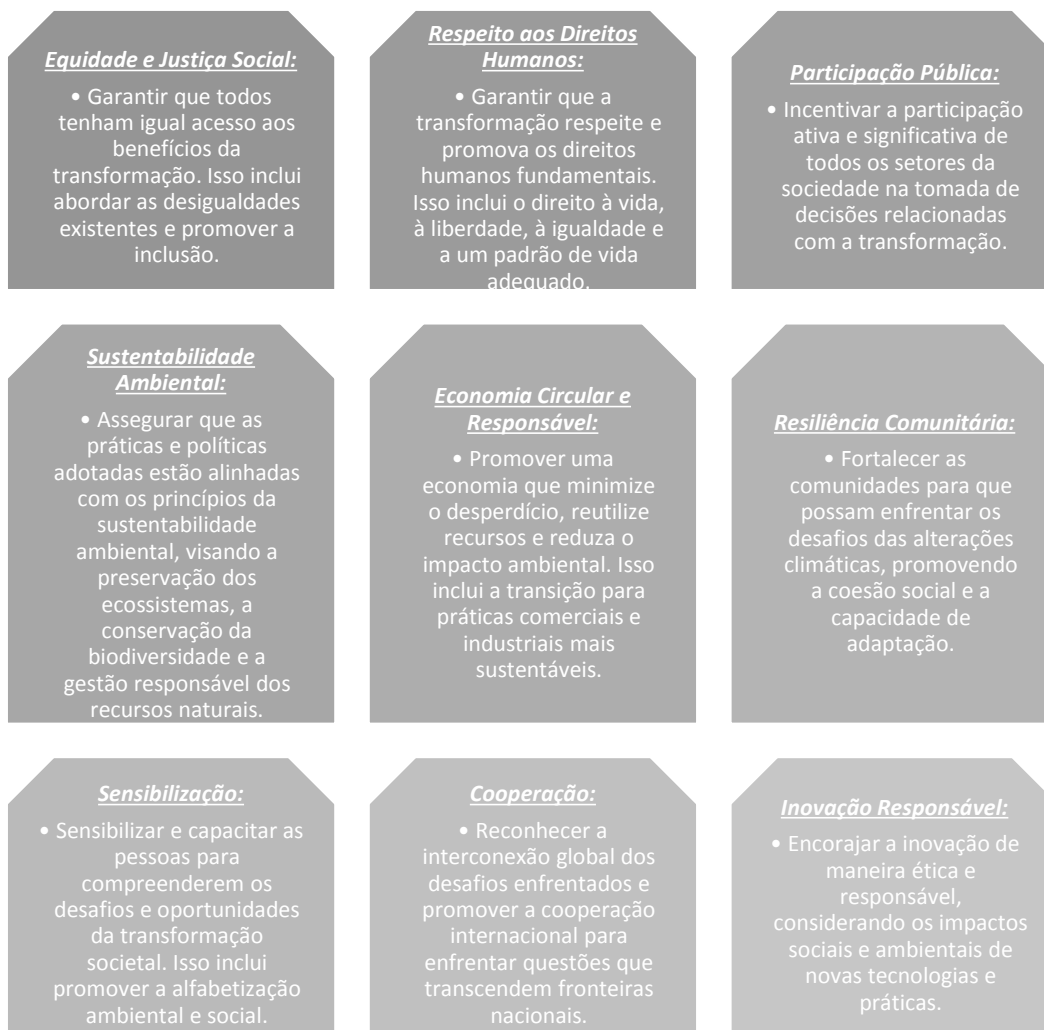 Equidade e Justiça Social:
• Garantir que todos
tenham igual acesso aos
benefícios da
transformação. Isso inclui
abordar as desigualdades
existentes e promover a
inclusão.
Respeito aos Direitos
Humanos:
• Garantir que a
transformação respeite e
promova os direitos
humanos fundamentais.
Isso inclui o direito à vida,
à liberdade, à igualdade e
a um padrão de vida
adequado.
Participação Pública:
• Incentivar a participação
ativa e significativa de
todos os setores da
sociedade na tomada de
decisões relacionadas
com a transformação.
Sustentabilidade
Ambiental:
• Assegurar que as
práticas e políticas
adotadas estão alinhadas
com os princípios da
sustentabilidade
ambiental, visando a
preservação dos
ecossistemas, a
conservação da
biodiversidade e a
gestão responsável dos
recursos naturais.
Economia Circular e
Responsável:
• Promover uma
economia que minimize
o desperdício, reutilize
recursos e reduza o
impacto ambiental. Isso
inclui a transição para
práticas comerciais e
industriais mais
sustentáveis.
Resiliência Comunitária:
• Fortalecer as
comunidades para que
possam enfrentar os
desafios das alterações
climáticas, promovendo
a coesão social e a
capacidade de
adaptação.
Sensibilização:
• Sensibilizar e capacitar as
pessoas para
compreenderem os
desafios e oportunidades
da transformação
societal. Isso inclui
promover a alfabetização
ambiental e social.
Cooperação:
• Reconhecer a
interconexão global dos
desafios enfrentados e
promover a cooperação
internacional para
enfrentar questões que
transcendem fronteiras
nacionais.
Inovação Responsável:
• Encorajar a inovação de
maneira ética e
responsável,
considerando os impactos
sociais e ambientais de
novas tecnologias e
práticas.